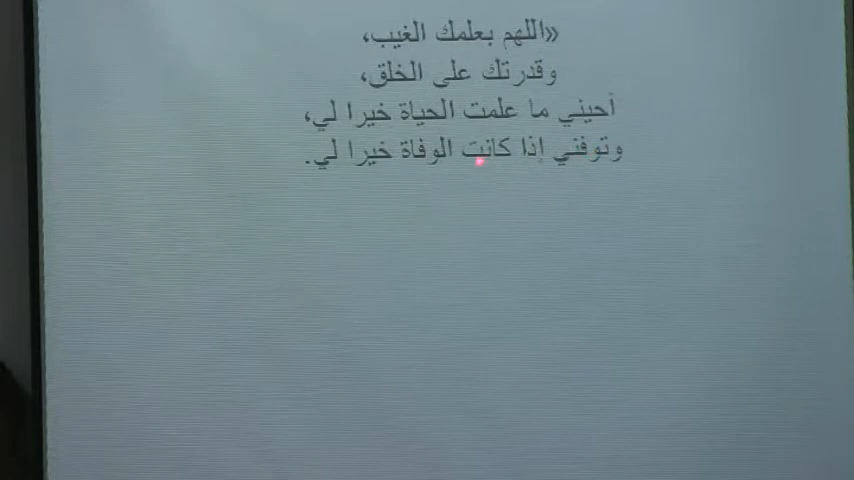 «اللهم بعلمك الغيب،
وقدرتك على الخلق،
أحيني ما علمت الحياة خيرا لي،
وتوفني إذا كانت الوفاة خيرا لي.